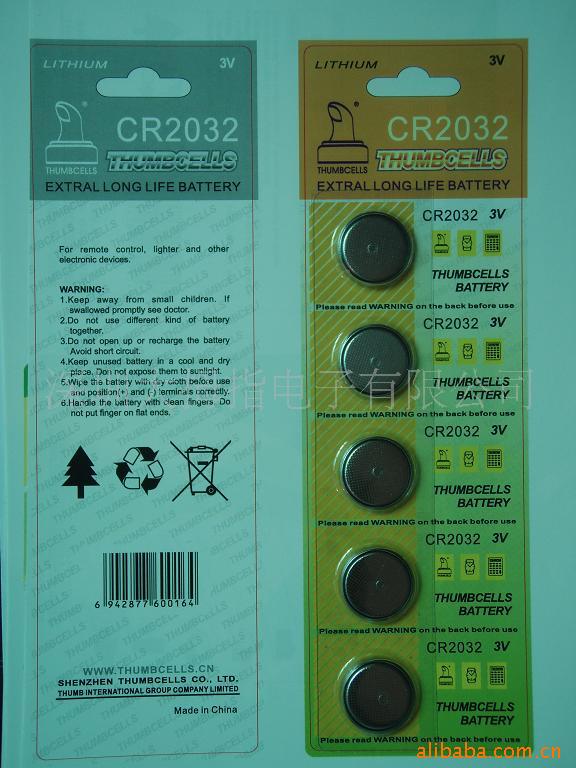 LITHIUM 3V
CR2032
THUMBCELLS
THUMBCELLS
EXTRAL LONG LIFE BATTERY
For remote control, lighter and other
electronic devices.
WARNING:
1.Keep away from small children. If
swallowed promptly see doctor.
2.Do not use different kind of battery
together.
3.Do not open up or recharge the battery
Avoid short circuit.
4.Keep unused battery in a cool and dry
place. Don not expose them to sunlight.
5.Wipe the battery with dry cloth before use
and position(+) and (-) terminals correctly.
6.Handle the battery with clean fingers. Do
not put finger on flat ends.
6 942877 600164
WWW.THUMBCELLS.CN
SHENZHEN THUMBCELLS CO., LTD.
THUMB INTERNATIONAL GROUP COMPANY LIMITED
Made in China
LITHIUM 3V
CR2032
THUMBCELLS
THUMBCELLS
EXTRAL LONG LIFE BATTERY
CR2032 3V
THUMBCELLS
BATTERY
Please read WARNING on the back before use
CR2032 3V
THUMBCELLS
BATTERY
Please read WARNING on the back before use
CR2032 3V
THUMBCELLS
BATTERY
Please read WARNING on the back before use
CR2032 3V
THUMBCELLS
BATTERY
Please read WARNING on the back before use
CR2032 3V
THUMBCELLS
BATTERY
Please read WARNING on the back before use
指电子有限公司
alibaba.com.cn